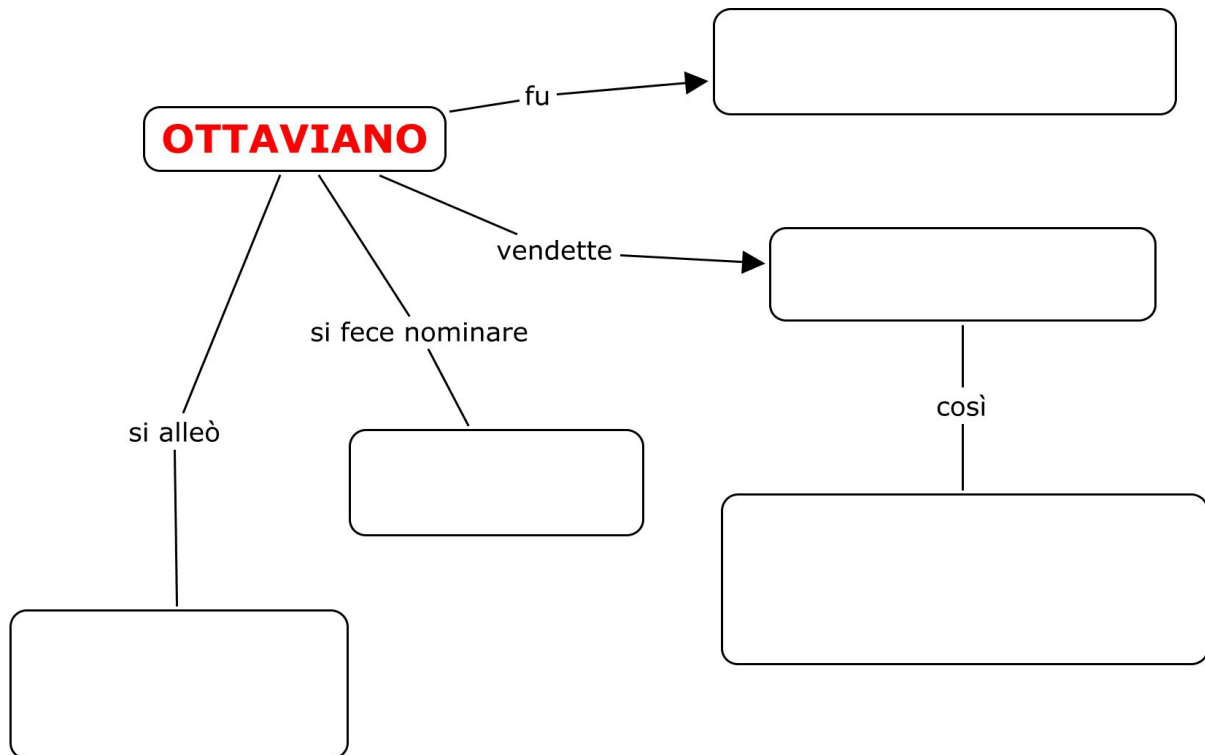 fu
OTTAVIANO
vendette
si fece nominare
così
si alleò